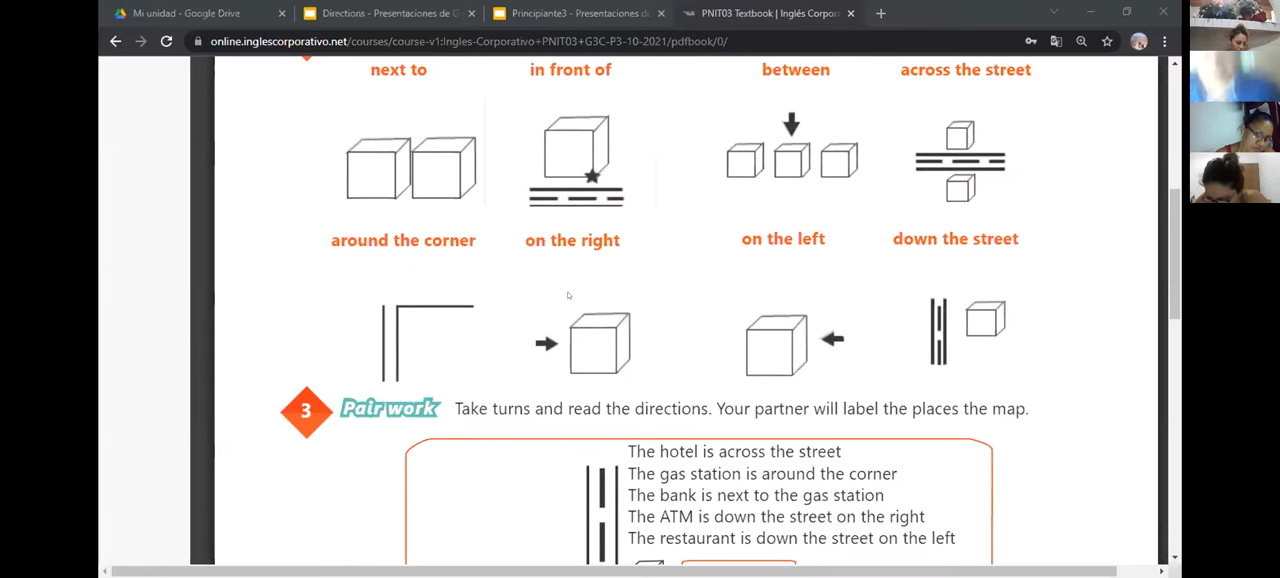 Mi unidad - Google Drive
Directions - Presentaciones de G
Principiante3 - Presentaciones de
PNIT03 Textbook | Inglés Corpor
online.inglescorporativo.net/courses/course-v1:Ingles-Corporativo+PNIT03+G3C-P3-10-2021/pdfbook/0/
next to in front of between across the street
around the corner on the right on the left down the street
3 Pair work Take turns and read the directions. Your partner will label the places the map.
The hotel is across the street
The gas station is around the corner
The bank is next to the gas station
The ATM is down the street on the right
The restaurant is down the street on the left